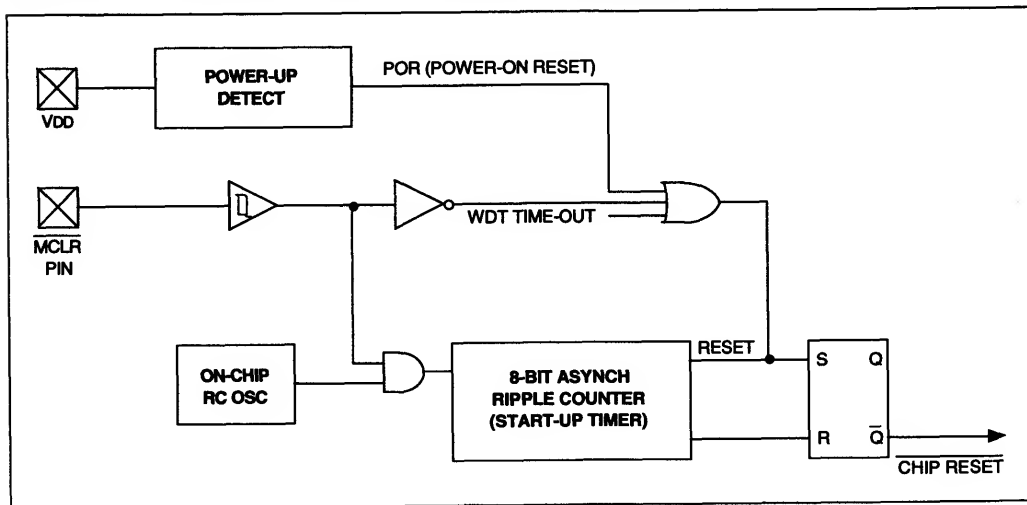 POWER-UP
DETECT
POR (POWER-ON RESET)
VDD
WDT TIME-OUT
MCLR
PIN
ON-CHIP
RC OSC
8-BIT ASYNCH
RIPPLE COUNTER
(START-UP TIMER)
RESET
S Q
R Q̅
CHIP RESET